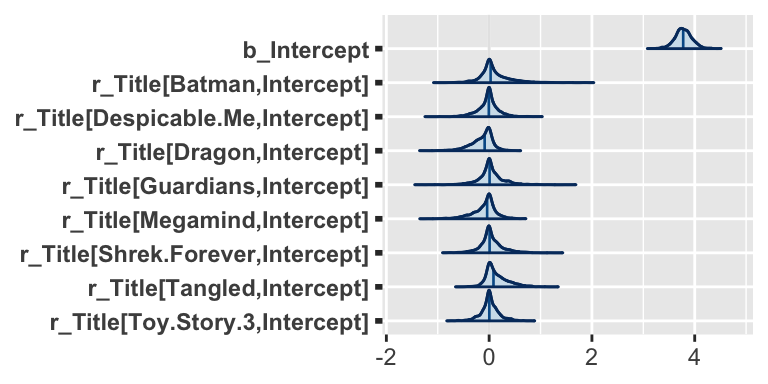 b_Intercept
r_Title[Batman,Intercept]
r_Title[Despicable.Me,Intercept]
r_Title[Dragon,Intercept]
r_Title[Guardians,Intercept]
r_Title[Megamind,Intercept]
r_Title[Shrek.Forever,Intercept]
r_Title[Tangled,Intercept]
r_Title[Toy.Story.3,Intercept]
-2 0 2 4